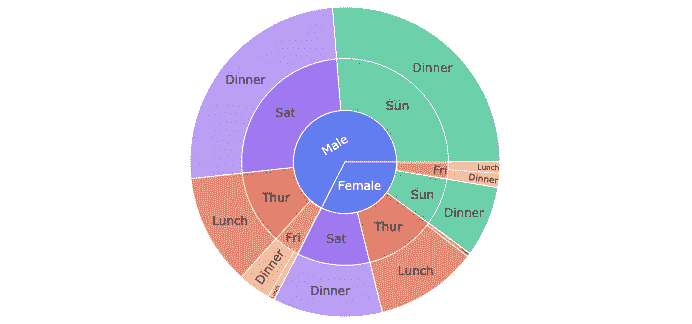 Male
Female
Sun
Dinner
Sat
Dinner
Thur
Lunch
Fri
Dinner
Lunch
Sat
Dinner
Thur
Lunch
Sun
Dinner
Fri
Dinner
Lunch